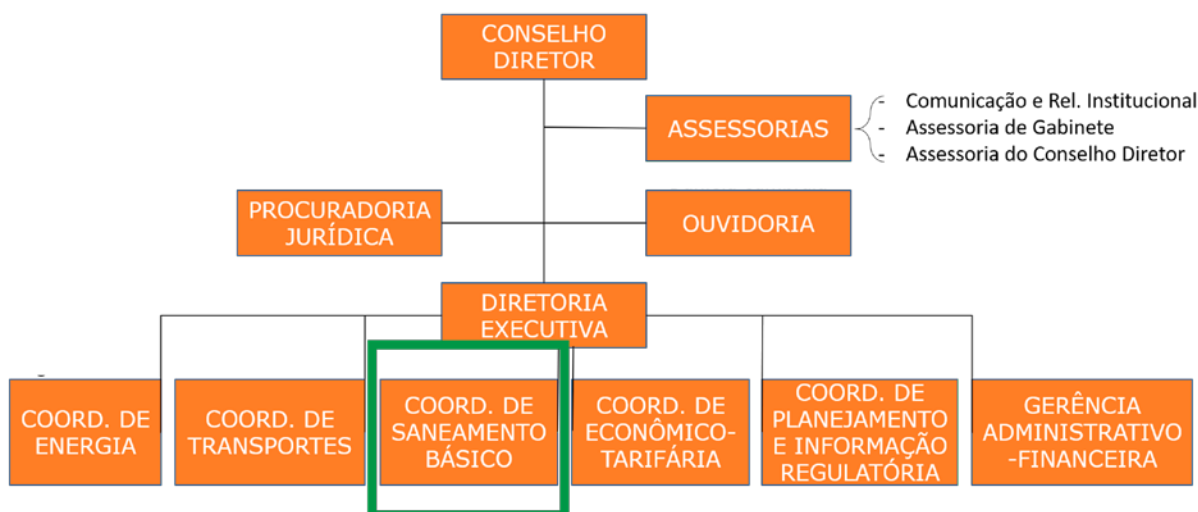 CONSELHO
DIRETOR
ASSESSORIAS
- Comunicação e Rel. Institucional
- Assessoria de Gabinete
- Assessoria do Conselho Diretor
PROCURADORIA
JURÍDICA
OUVIDORIA
DIRETORIA
EXECUTIVA
-
COORD. DE
ENERGIA
COORD. DE
TRANSPORTES
COORD. DE
SANEAMENTO
BÁSICO
COORD. DE
ECONÔMICO-
TARIFÁRIA
COORD. DE
PLANEJAMENTO
E INFORMAÇÃO
REGULATÓRIA
GERÊNCIA
ADMINISTRATIVO
-FINANCEIRA